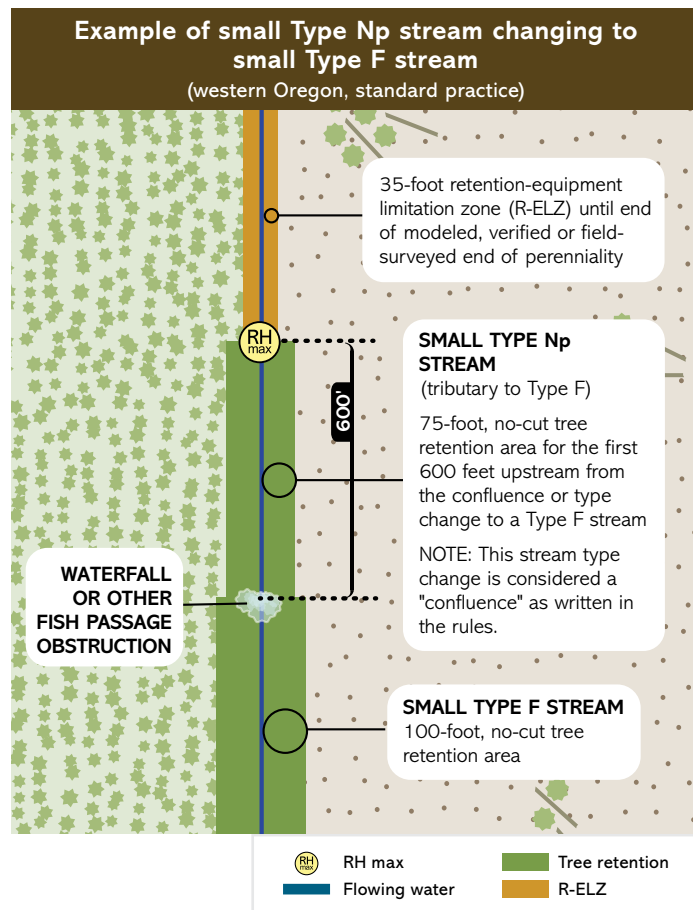 Example of small Type Np stream changing to
small Type F stream
(western Oregon, standard practice)
35-foot retention-equipment
limitation zone (R-ELZ) until end
of modeled, verified or field-
surveyed end of perenniality
RH
max
600'
SMALL TYPE Np
STREAM
(tributary to Type F)
75-foot, no-cut tree
retention area for the first
600 feet upstream from
the confluence or type
change to a Type F stream
NOTE: This stream type
change is considered a
"confluence" as written in
the rules.
WATERFALL
OR OTHER
FISH PASSAGE
OBSTRUCTION
SMALL TYPE F STREAM
100-foot, no-cut tree
retention area
RH
max
RH max
Tree retention
Flowing water
R-ELZ